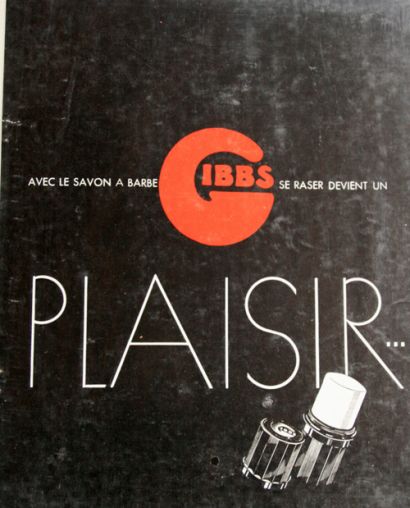 AVEC LE SAVON A BARBE GIBBS SE RASER DEVIENT UN
PLAISIR...